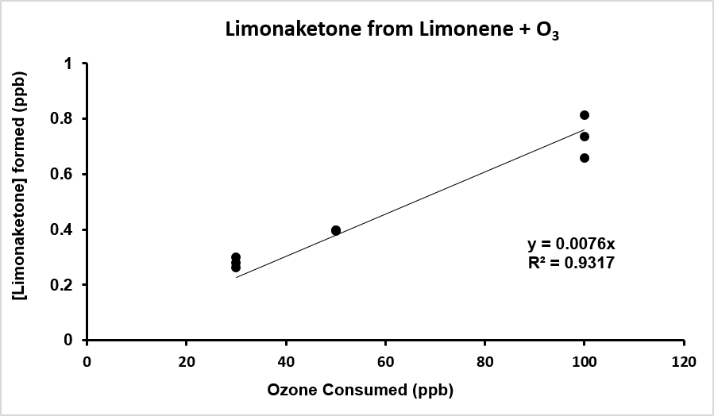 Limonaketone from Limonene + O₃
[Limonaketone] formed (ppb)
1
0.8
0.6
0.4
0.2
0
y = 0.0076x
R² = 0.9317
0 20 40 60 80 100 120
Ozone Consumed (ppb)